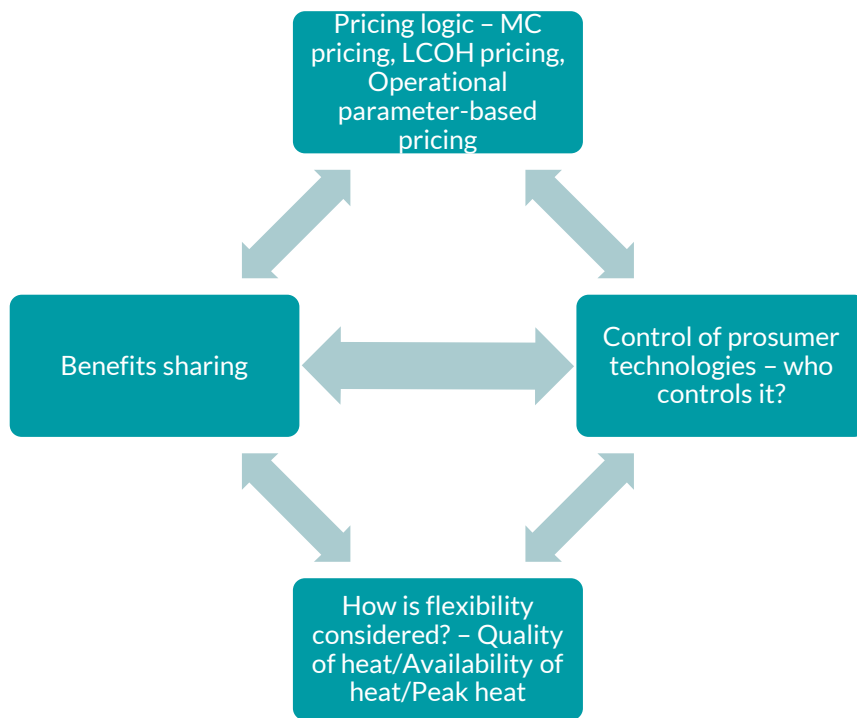 Pricing logic – MC
pricing, LCOH pricing,
Operational
parameter-based
pricing
Benefits sharing
Control of prosumer
technologies – who
controls it?
How is flexibility
considered? – Quality
of heat/Availability of
heat/Peak heat